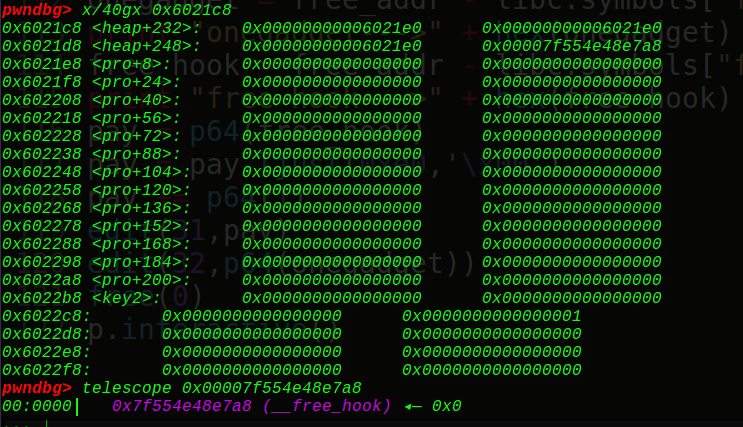 pwndbg> x/40gx 0x6021c8
0x6021c8 <heap+232>: 0x00000000006021e0 0x00000000006021e0
0x6021d8 <heap+248>: 0x00000000006021e0 0x00007f554e48e7a8
0x6021e8 <pro+8>: 0x0000000000000000 0x0000000000000000
0x6021f8 <pro+24>: 0x0000000000000000 0x0000000000000000
0x602208 <pro+40>: 0x0000000000000000 0x0000000000000000
0x602218 <pro+56>: 0x0000000000000000 0x0000000000000000
0x602228 <pro+72>: 0x0000000000000000 0x0000000000000000
0x602238 <pro+88>: 0x0000000000000000 0x0000000000000000
0x602248 <pro+104>: 0x0000000000000000 0x0000000000000000
0x602258 <pro+120>: 0x0000000000000000 0x0000000000000000
0x602268 <pro+136>: 0x0000000000000000 0x0000000000000000
0x602278 <pro+152>: 0x0000000000000000 0x0000000000000000
0x602288 <pro+168>: 0x0000000000000000 0x0000000000000000
0x602298 <pro+184>: 0x0000000000000000 0x0000000000000000
0x6022a8 <pro+200>: 0x0000000000000000 0x0000000000000000
0x6022b8 <key2>: 0x0000000000000000 0x0000000000000000
0x6022c8: 0x0000000000000000 0x0000000000000001
0x6022d8: 0x0000000000000000 0x0000000000000000
0x6022e8: 0x0000000000000000 0x0000000000000000
0x6022f8: 0x0000000000000000 0x0000000000000000
pwndbg> telescope 0x00007f554e48e7a8
00:0000│ 0x7f554e48e7a8 (__free_hook) ◂— 0x0